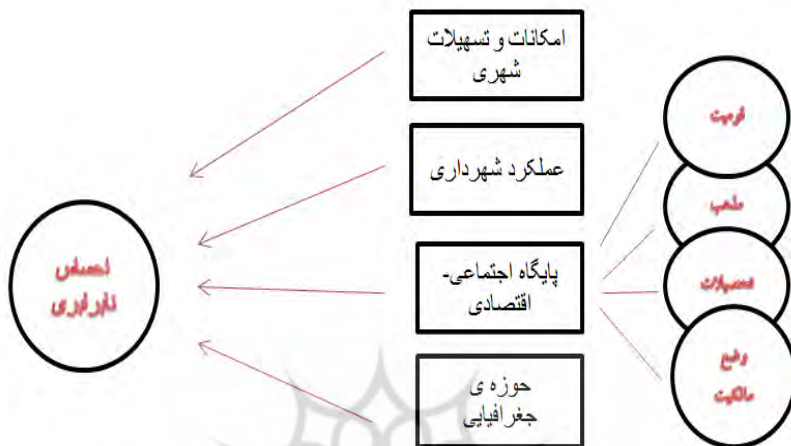 امکانات و تسهیلات
شهری
عملکرد شهرداری
پایگاه اجتماعی-
اقتصادی
حوزه ی
جغرافیایی
قومیت
مذهب
تحصیلات
وضع
مالکیت
احساس
نابرابری